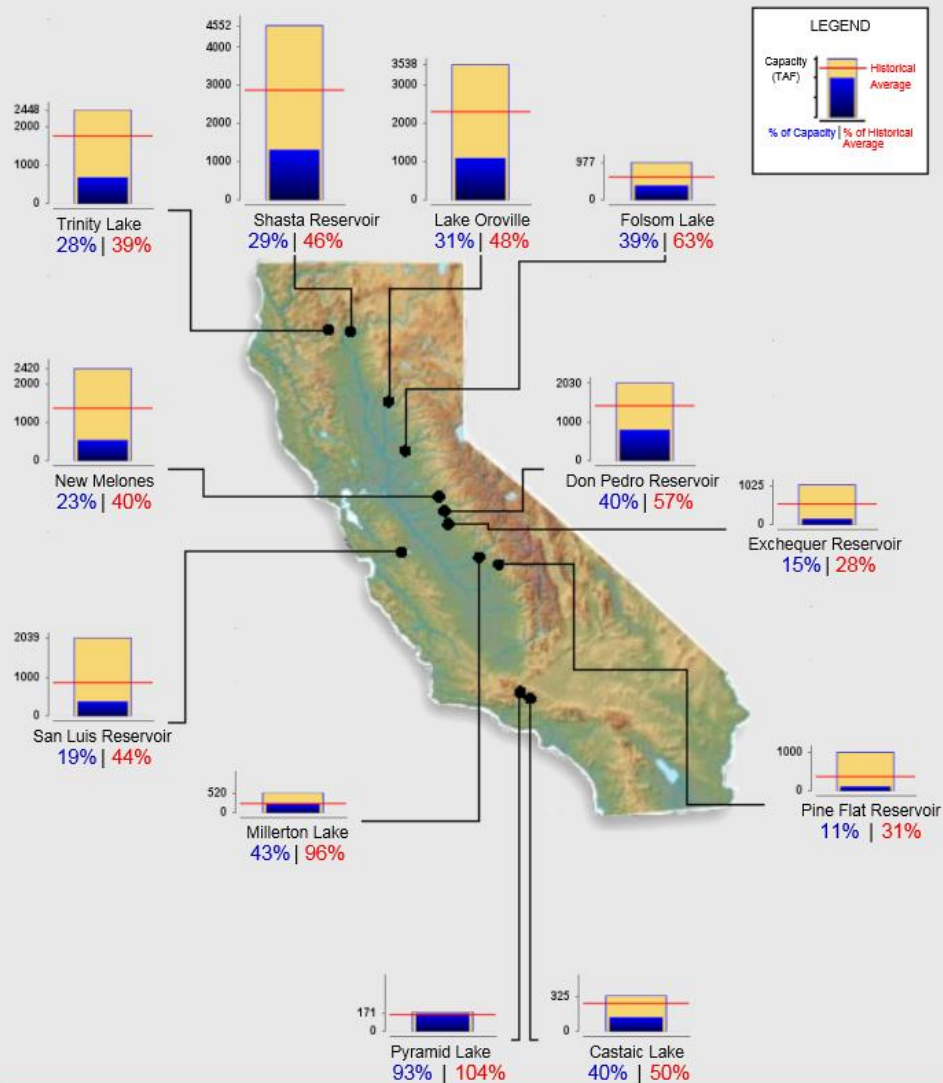 4552
4000
3000
2000
1000
0
Shasta Reservoir
29% | 46%
3538
3000
2000
1000
0
Lake Oroville
31% | 48%
LEGEND
Capacity
(TAF)
Historical
Average
% of Capacity | % of Historical
Average
2448
2000
1000
0
Trinity Lake
28% | 39%
977
0
Folsom Lake
39% | 63%
2420
2000
1000
0
New Melones
23% | 40%
2030
1000
0
Don Pedro Reservoir
40% | 57%
1025
0
Exchequer Reservoir
15% | 28%
2039
1000
0
San Luis Reservoir
19% | 44%
520
0
Millerton Lake
43% | 96%
1000
0
Pine Flat Reservoir
11% | 31%
171
0
Pyramid Lake
93% | 104%
325
0
Castaic Lake
40% | 50%